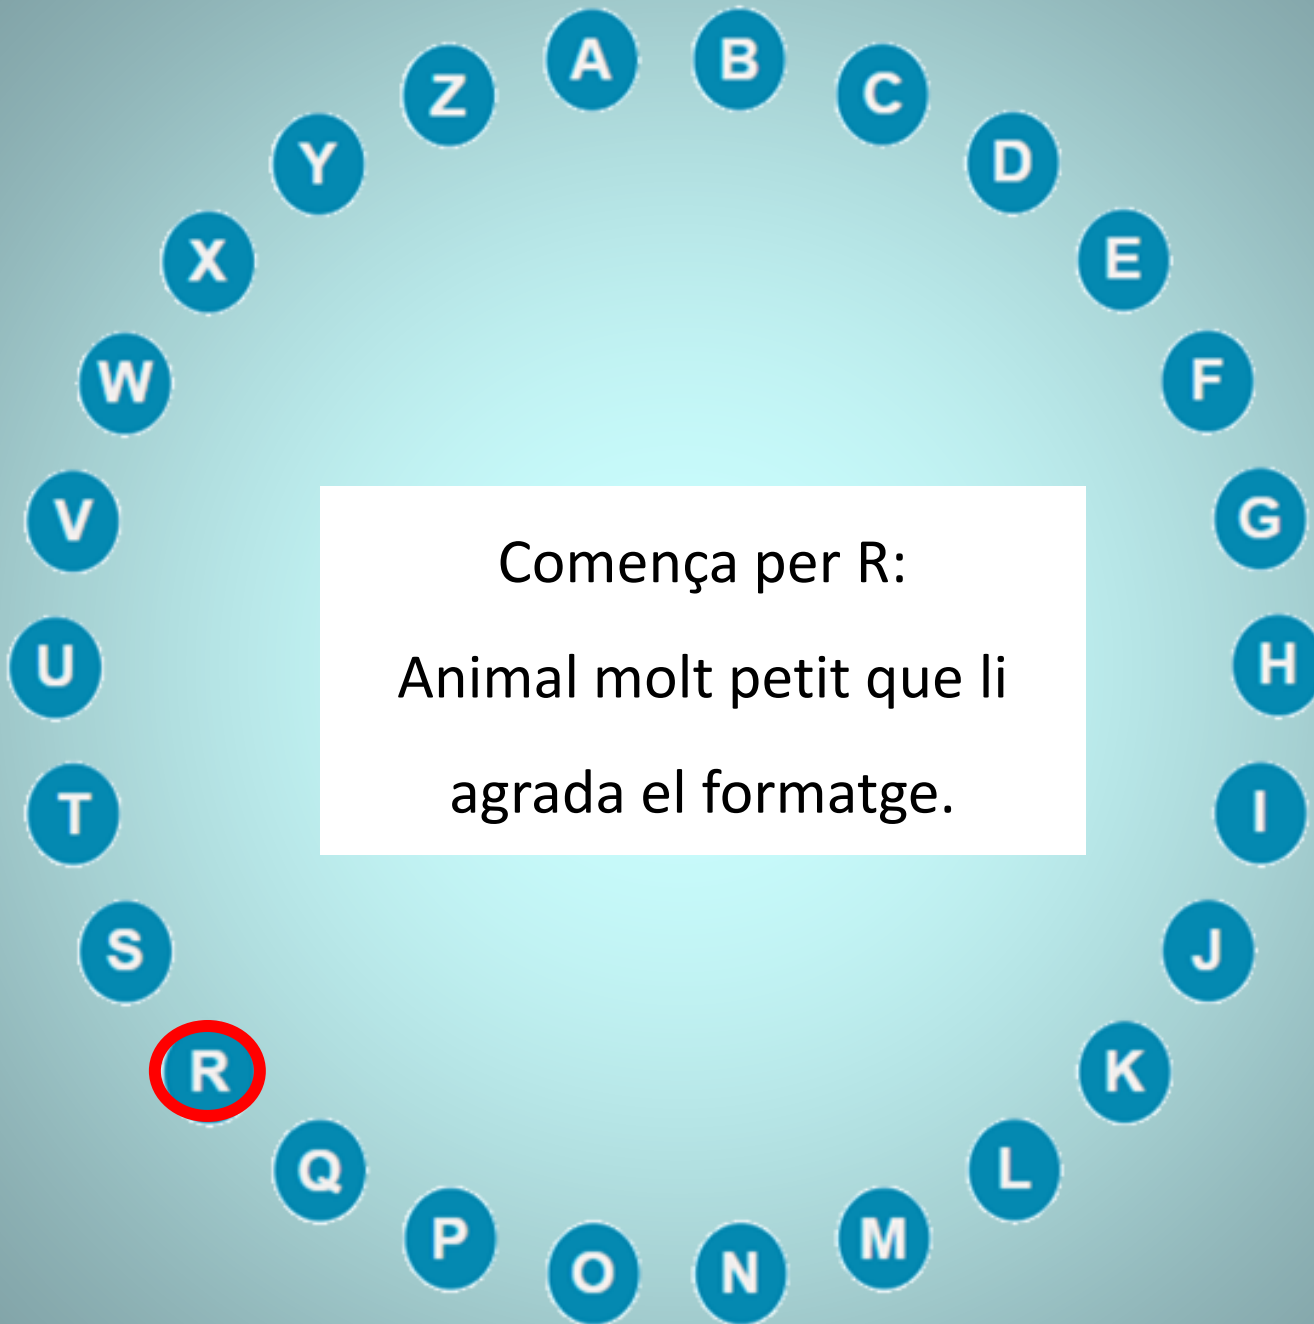 A
B
C
D
E
F
G
H
I
J
K
L
M
N
O
P
Q
R
S
T
U
V
W
X
Y
Z
Comença per R:
Animal molt petit que li
agrada el formatge.